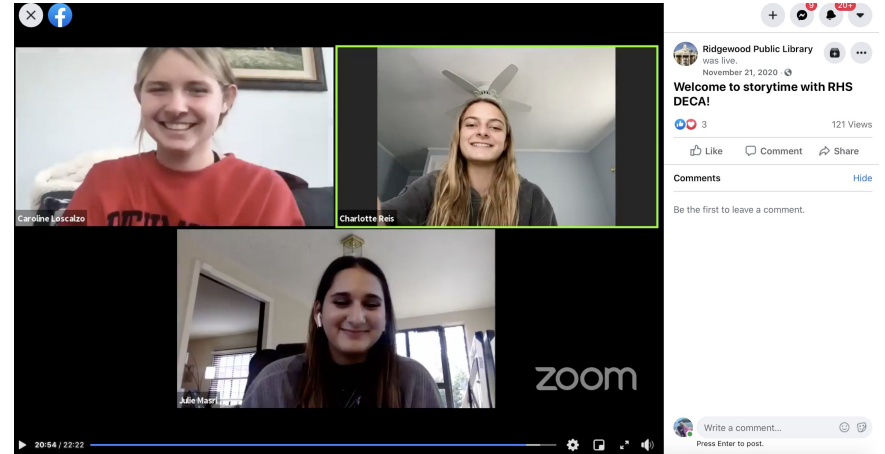 9
20+
Ridgewood Public Library
was live.
November 21, 2020 ·
Welcome to storytime with RHS
DECA!
3
121 Views
Like
Comment
Share
Comments
Hide
Be the first to leave a comment.
Caroline Loscalzo
Charlotte Reis
Julie Masri
zoom
20:54 / 22:22
Write a comment...
Press Enter to post.